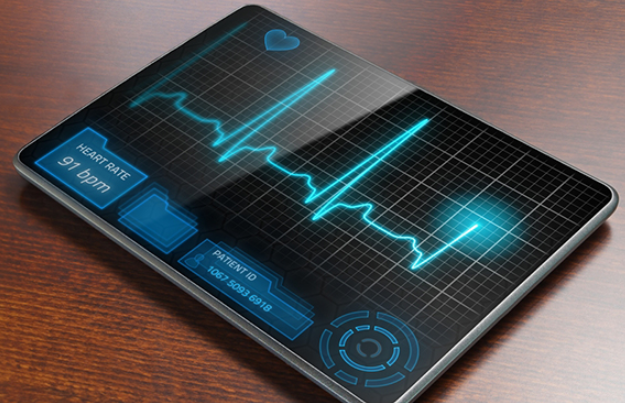 HEART RATE
91 bpm
PATIENT ID
1067 5093 6918